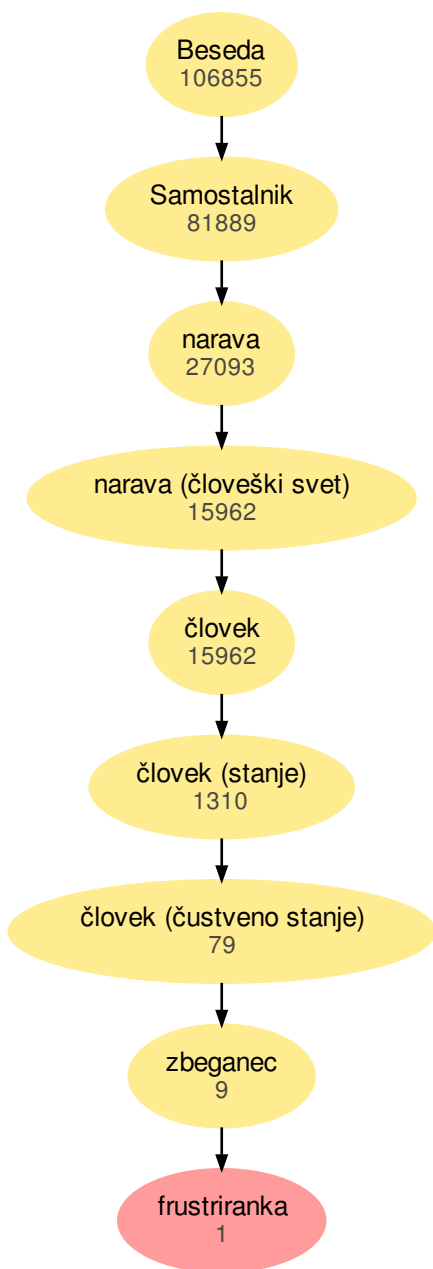 Beseda
106855
Samostalnik
81889
narava
27093
narava (človeški svet)
15962
človek
15962
človek (stanje)
1310
človek (čustveno stanje)
79
zbeganec
9
frustriranka
1